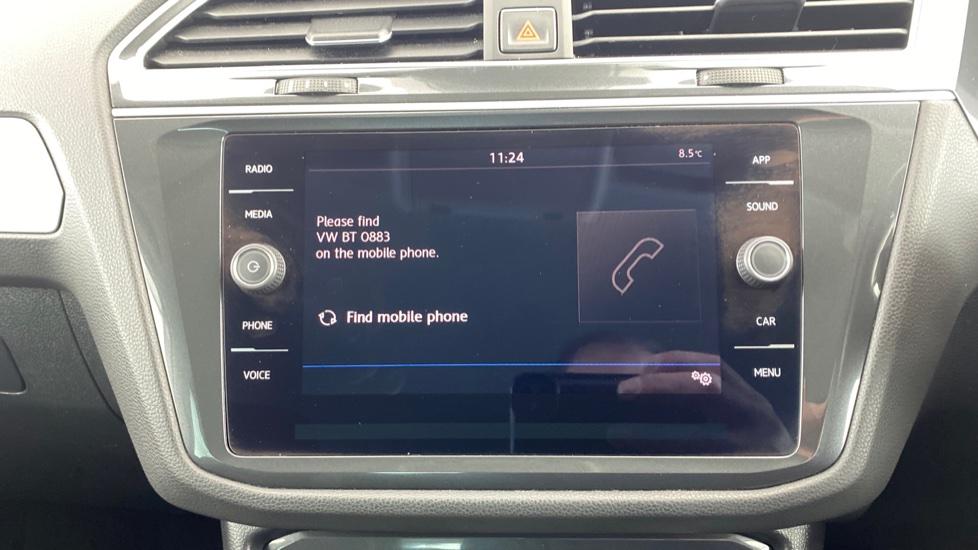 11:24
8.5°C
RADIO
MEDIA
PHONE
VOICE
Please find
VW BT 0883
on the mobile phone.
Find mobile phone
APP
SOUND
CAR
MENU